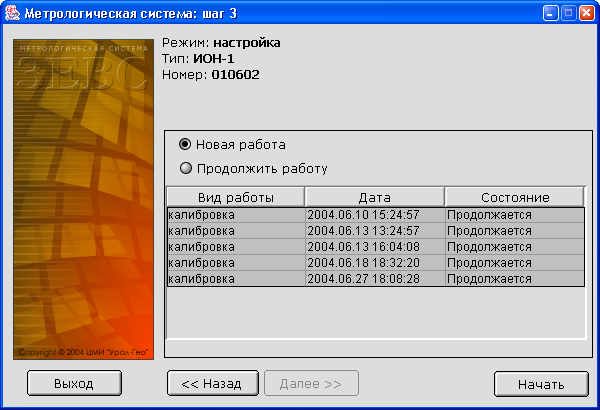 Метрологическая система: шаг 3
МЕТРОЛОГИЧЕСКАЯ СИСТЕМА
ЗЕВС
Режим: настройка
Тип: ИОН-1
Номер: 010602
Новая работа
Продолжить работу
Вид работы Дата Состояние
калибровка 2004.06.10 15:24:57 Продолжается
калибровка 2004.06.13 13:24:57 Продолжается
калибровка 2004.06.13 16:04:08 Продолжается
калибровка 2004.06.18 18:32:20 Продолжается
калибровка 2004.06.27 18:08:28 Продолжается
Copyright © 2004 ЦМИ "Урал-Гео"
Выход << Назад Далее >> Начать